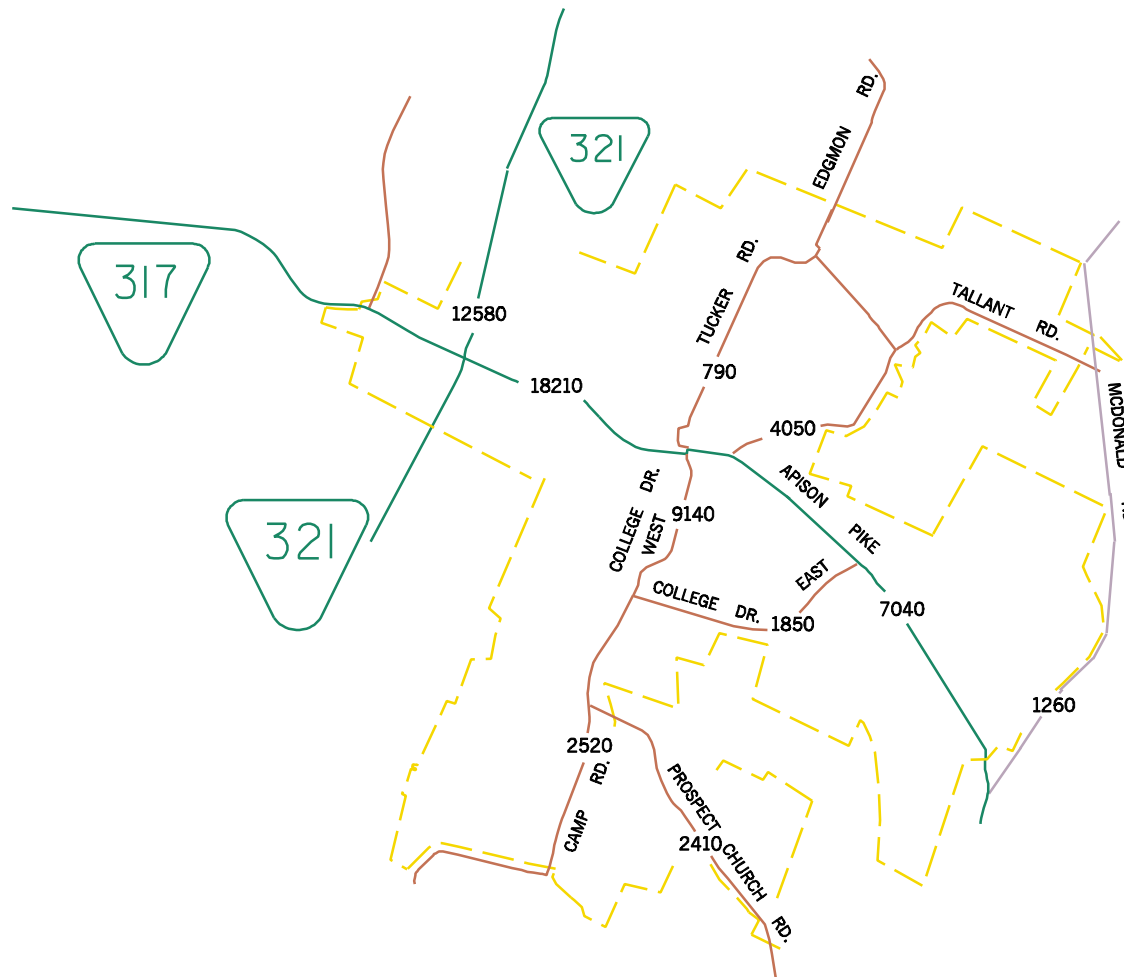 321
EDGMON RD.
317
TUCKER RD.
TALLANT RD.
12580
790
18210
MCDONALD
4050
COLLEGE DR.
WEST
9140
APISON PIKE
EAST
COLLEGE DR.
1850
7040
321
1260
2520
CAMP RD.
PROSPECT CHURCH RD.
2410